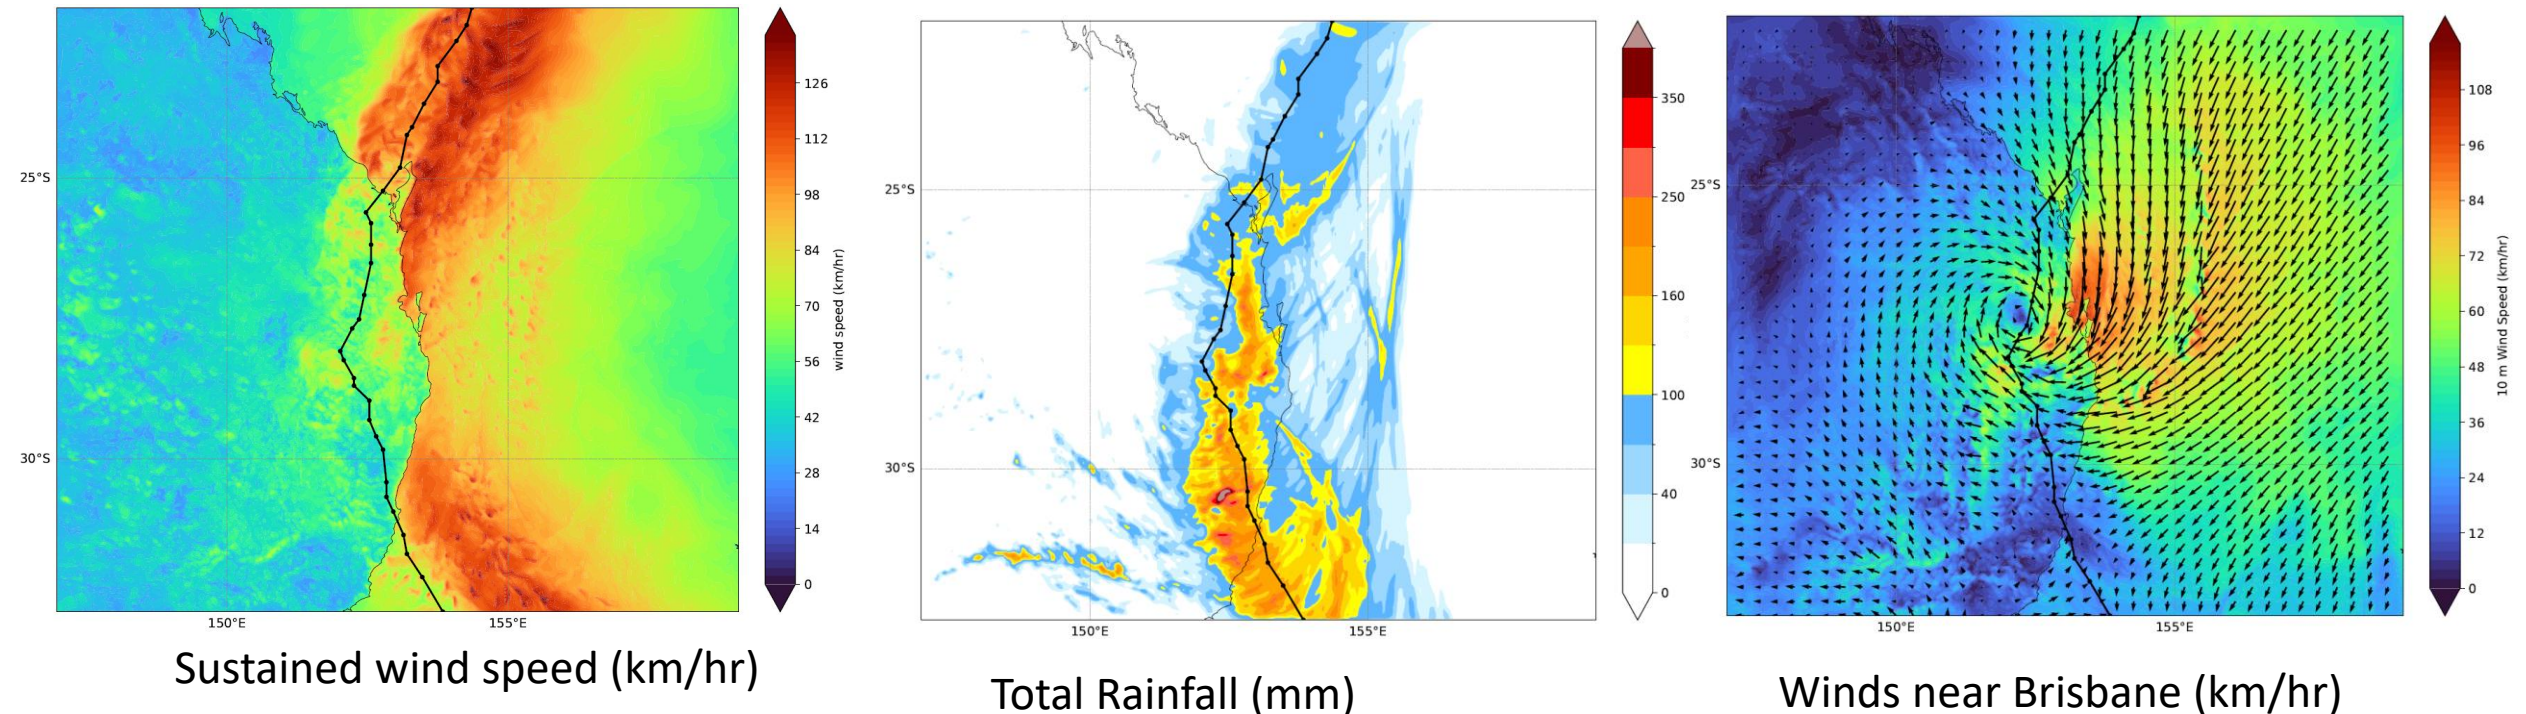 126
112
98
84
70
56
42
28
14
0
wind speed (km/hr)
25°S
30°S
150°E
155°E
Sustained wind speed (km/hr)
350
250
160
100
40
0
25°S
30°S
150°E
155°E
Total Rainfall (mm)
108
96
84
72
60
48
36
24
12
0
10 m Wind Speed (km/hr)
25°S
30°S
150°E
155°E
Winds near Brisbane (km/hr)